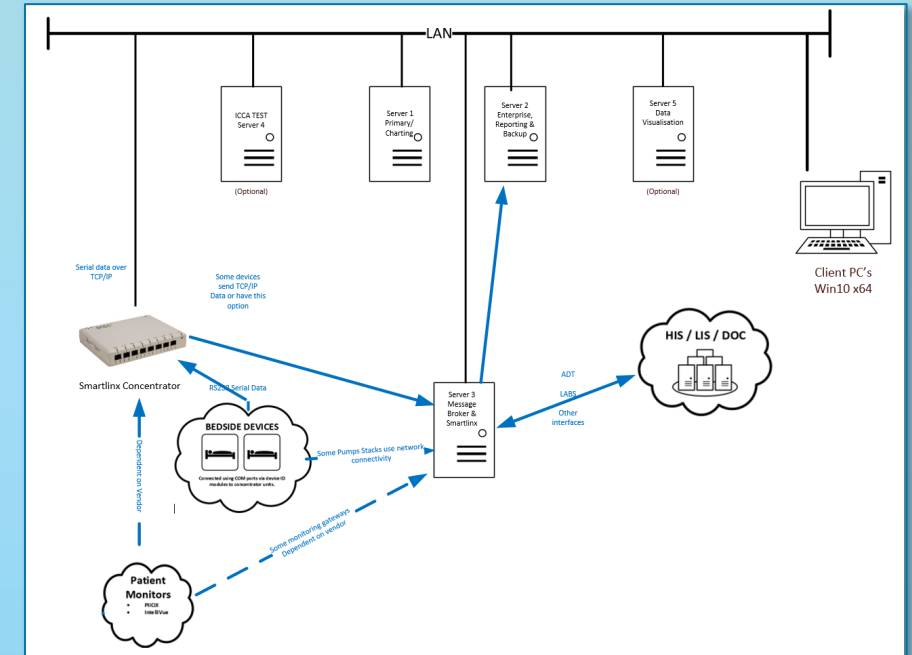 LAN
ICCA TEST
Server 4
(Optional)
Server 1
Primary/
Charting
Server 2
Enterprise,
Reporting &
Backup
Server 5
Data
Visualisation
(Optional)
Client PC's
Win10 x64
Serial data over
TCP/IP
Some devices
send TCP/IP
Data or have this
option
Smartlinx Concentrator
RS232 Serial Data
BEDSIDE DEVICES
Connected using COM ports via device ID
modules to concentrator units.
Server 3
Message
Broker &
Smartlinx
HIS / LIS / DOC
ADT
LABS
Other
interfaces
Some Pumps Stacks use network
connectivity
Dependent on Vendor
Some monitoring gateways
Dependent on vendor
Patient
Monitors
• PIICiX
• IntelliVue